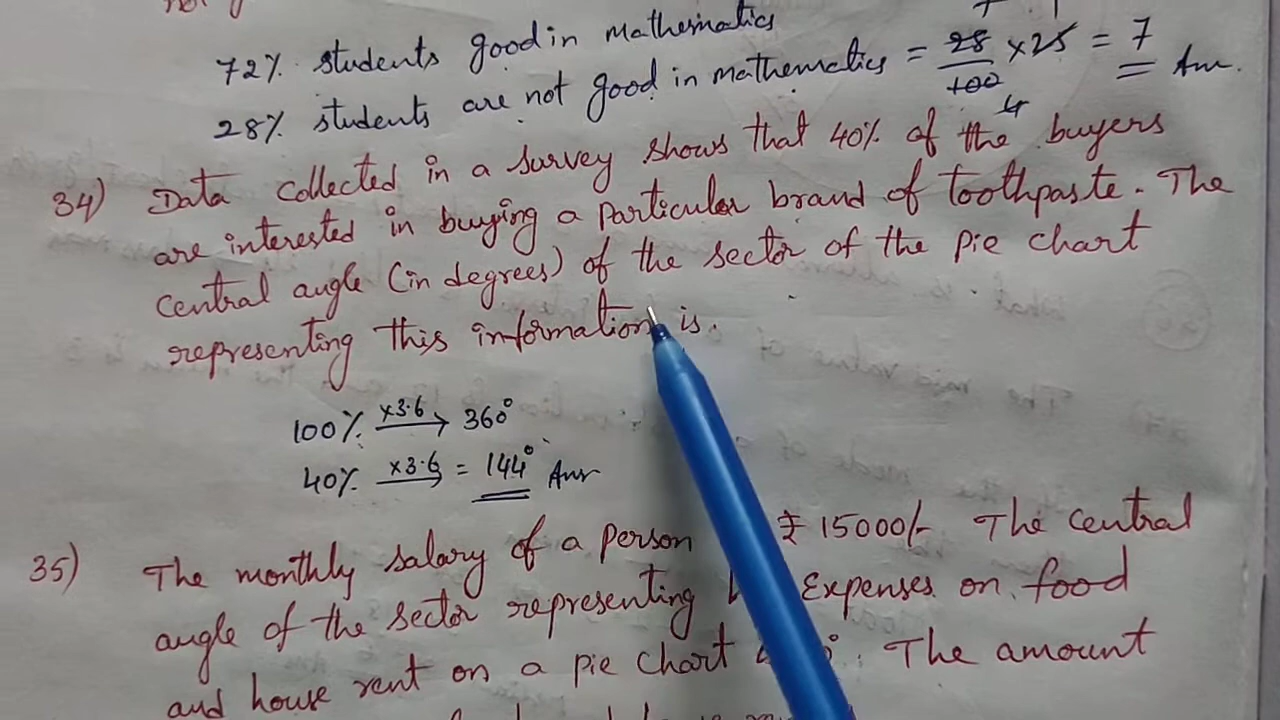 72% students good in mathematics
28% students are not good in mathematics = 28/100 × 25 = 7 Ans.
4
34) Data collected in a survey shows that 40% of the buyers
are interested in buying a particular brand of toothpaste. The
central angle (in degrees) of the sector of the pie chart
representing this information is.
100% ×3.6 → 360°
40% ×3.6 → = 144° Ans
35) The monthly salary of a person ₹ 15000/- The central
angle of the sector representing Expenses on food
and house rent on a pie chart The amount